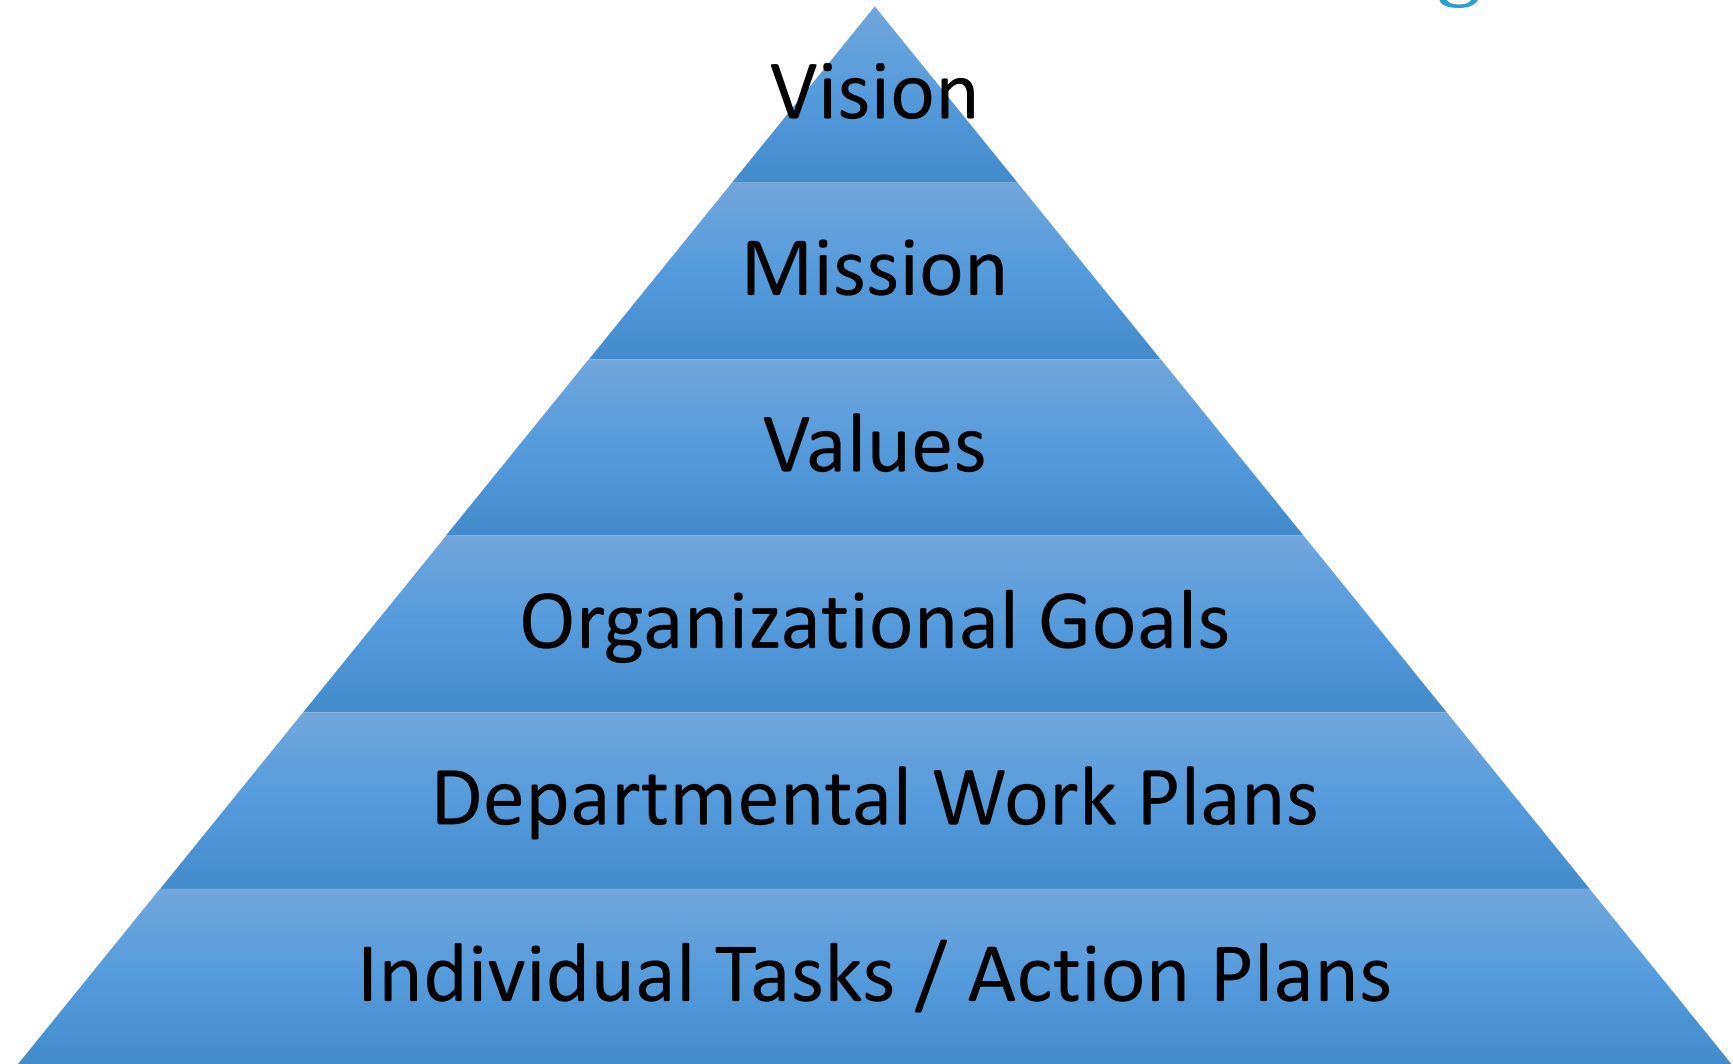 Vision
Mission
Values
Organizational Goals
Departmental Work Plans
Individual Tasks / Action Plans